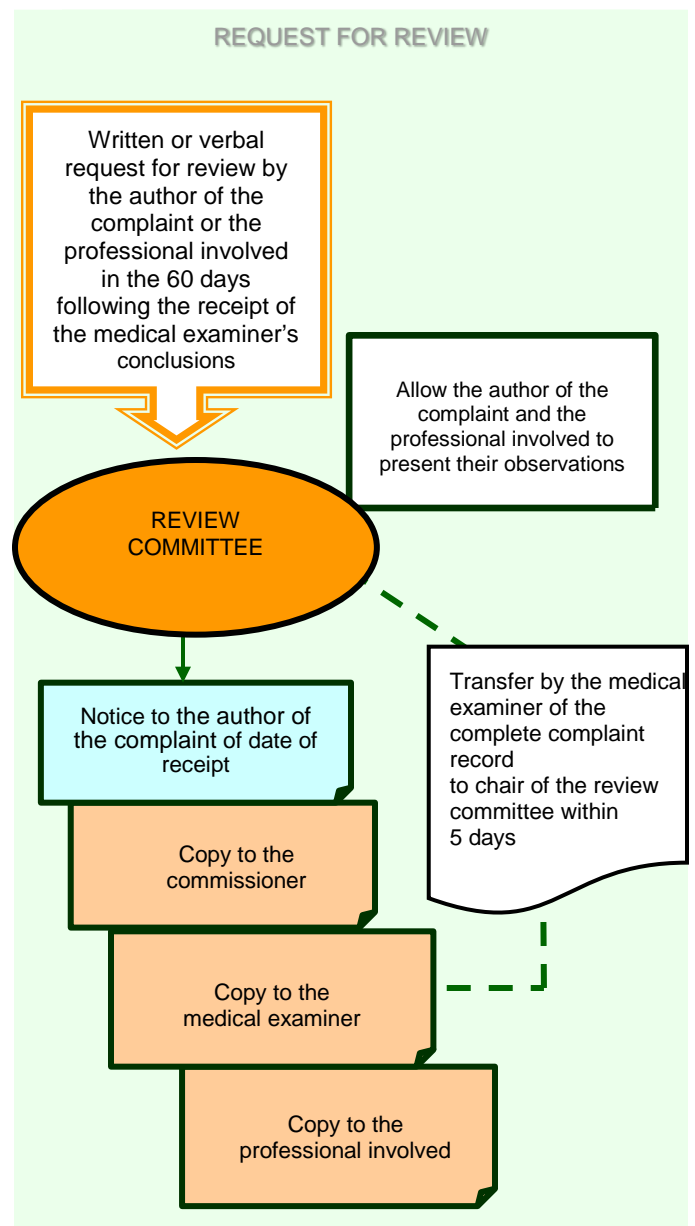 REQUEST FOR REVIEW
Written or verbal
request for review by
the author of the
complaint or the
professional involved
in the 60 days
following the receipt of
the medical examiner's
conclusions
Allow the author of the
complaint and the
professional involved to
present their observations
REVIEW
COMMITTEE
Notice to the author of
the complaint of date of
receipt
Transfer by the medical
examiner of the
complete complaint
record
to chair of the review
committee within
5 days
Copy to the
commissioner
Copy to the
medical examiner
Copy to the
professional involved